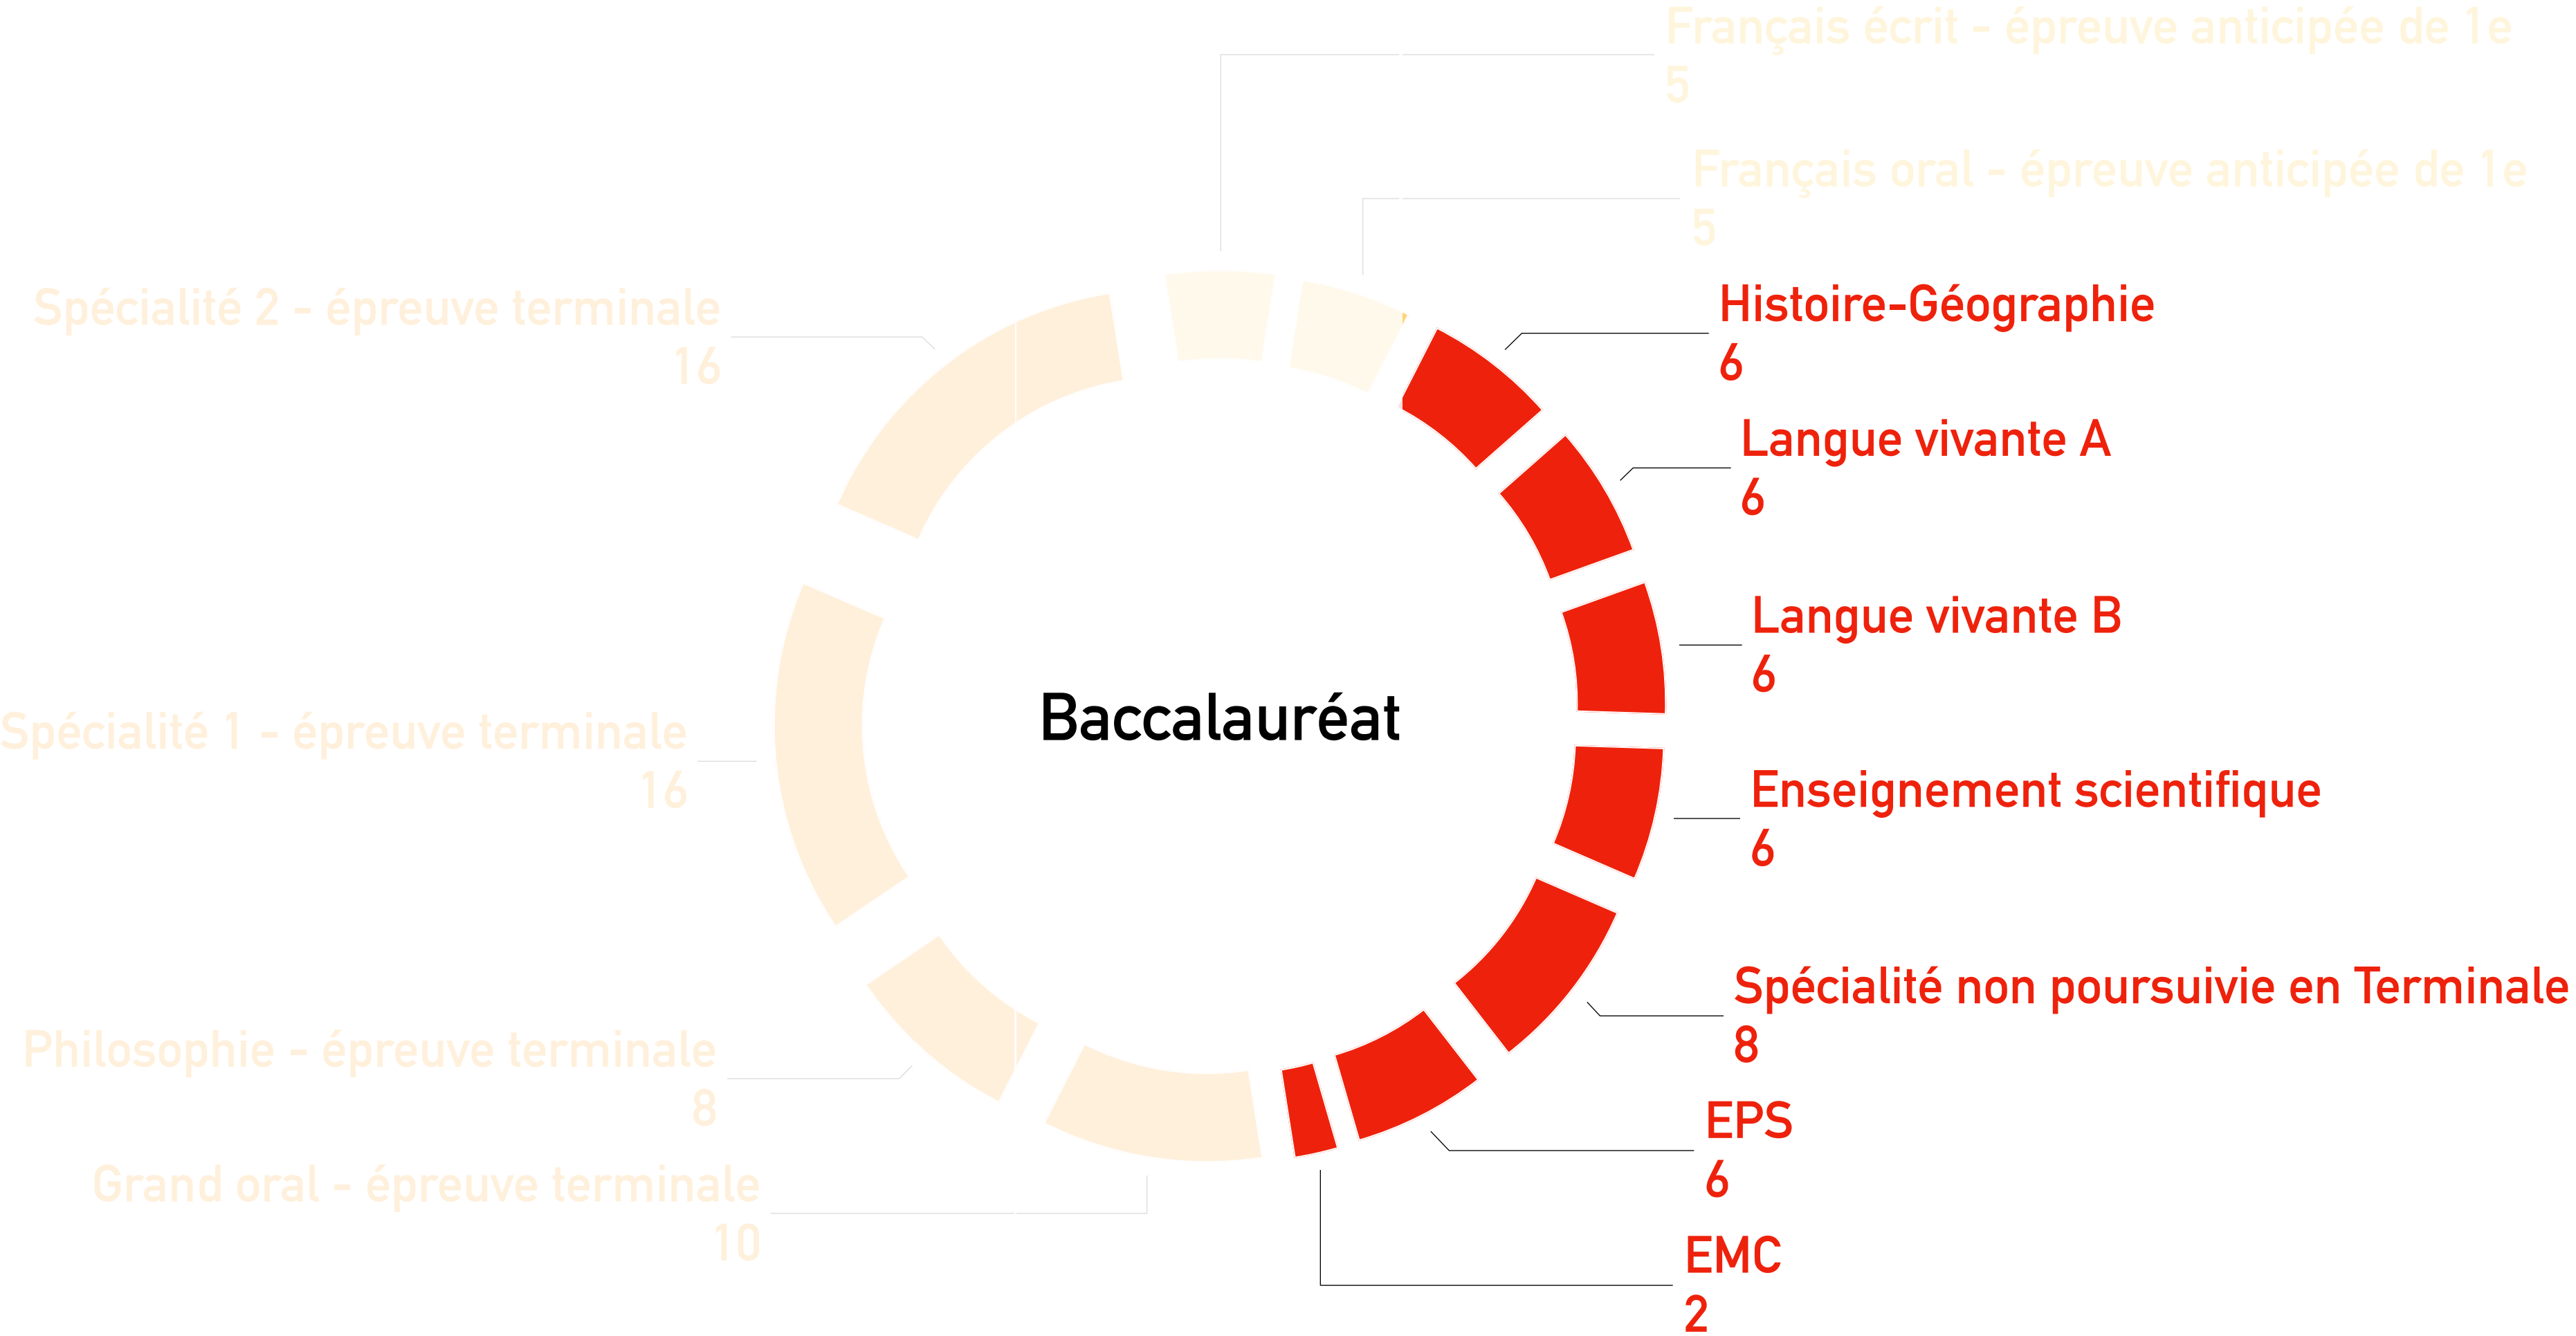 Français écrit - épreuve anticipée de 1e
5
Français oral - épreuve anticipée de 1e
5
Histoire-Géographie
6
Langue vivante A
6
Langue vivante B
6
Enseignement scientifique
6
Spécialité non poursuivie en Terminale
8
EPS
6
EMC
2
Grand oral - épreuve terminale
10
Philosophie - épreuve terminale
8
Spécialité 1 - épreuve terminale
16
Spécialité 2 - épreuve terminale
16
Baccalauréat